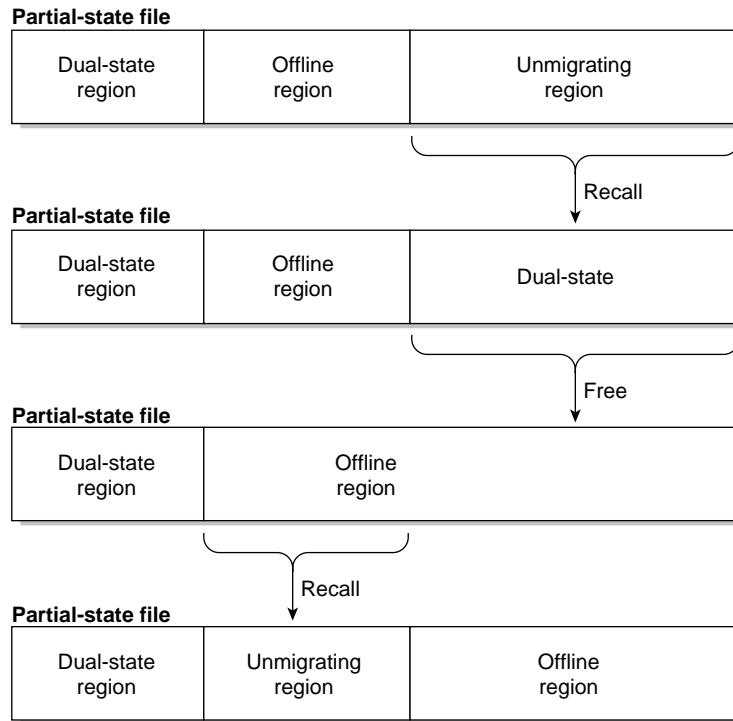 Partial-state file
Dual-state
region
Offline
region
Unmigrating
region
Recall
Partial-state file
Dual-state
region
Offline
region
Dual-state
Free
Partial-state file
Dual-state
region
Offline
region
Recall
Partial-state file
Dual-state
region
Unmigrating
region
Offline
region